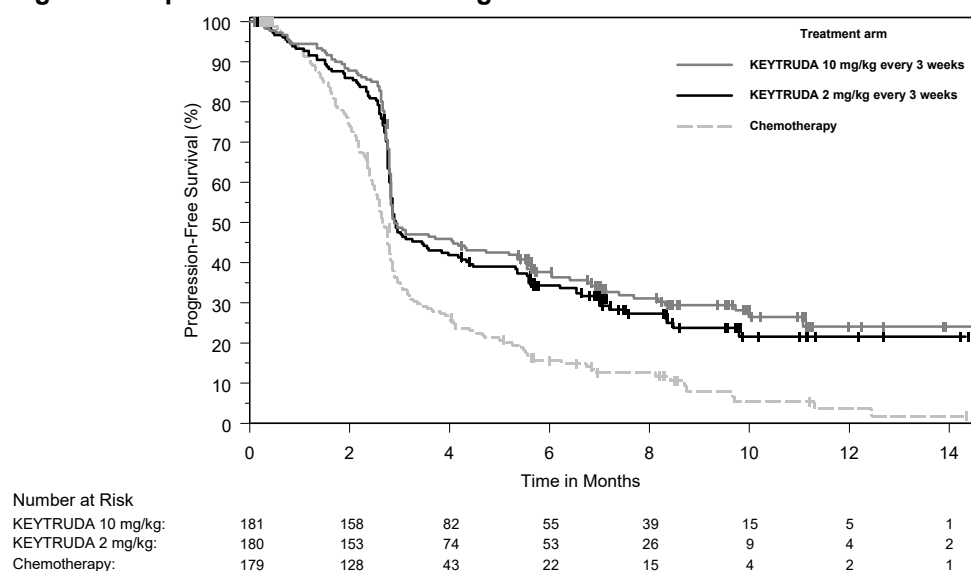 Treatment arm
KEYTRUDA 10 mg/kg every 3 weeks
KEYTRUDA 2 mg/kg every 3 weeks
Chemotherapy
Progression-Free Survival (%)
100
90
80
70
60
50
40
30
20
10
0
0 2 4 6 8 10 12 14
Time in Months
Number at Risk
KEYTRUDA 10 mg/kg: 181 158 82 55 39 15 5 1
KEYTRUDA 2 mg/kg: 180 153 74 53 26 9 4 2
Chemotherapy: 179 128 43 22 15 4 2 1